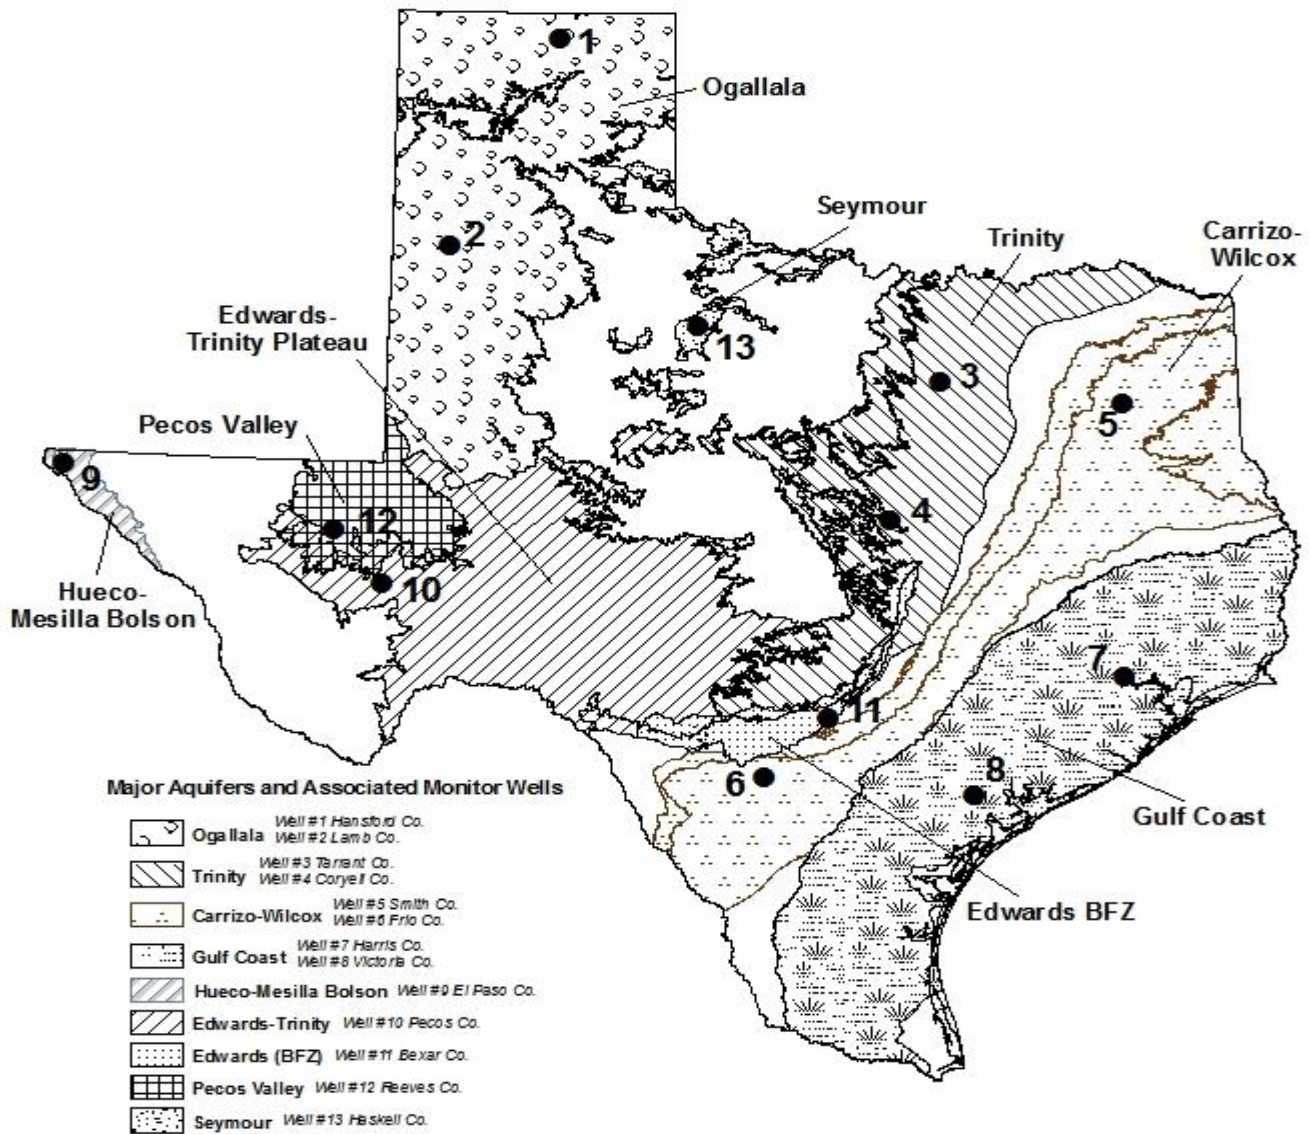 1
Ogallala
Seymour
2
Trinity
Carrizo-
Wilcox
Edwards-
Trinity Plateau
13
3
5
Pecos Valley
9
12
4
10
Hueco-
Mesilla Bolson
7
11
6
8
Gulf Coast
Edwards BFZ
Major Aquifers and Associated Monitor Wells
Ogallala Well #1 Hansford Co.
Well #2 Lamb Co.
Trinity Well #3 Tarrant Co.
Well #4 Coryell Co.
Carrizo-Wilcox Well #5 Smith Co.
Well #6 Frio Co.
Gulf Coast Well #7 Harris Co.
Well #8 Victoria Co.
Hueco-Mesilla Bolson Well #9 El Paso Co.
Edwards-Trinity Well #10 Pecos Co.
Edwards (BFZ) Well #11 Bexar Co.
Pecos Valley Well #12 Reeves Co.
Seymour Well #13 Haskell Co.